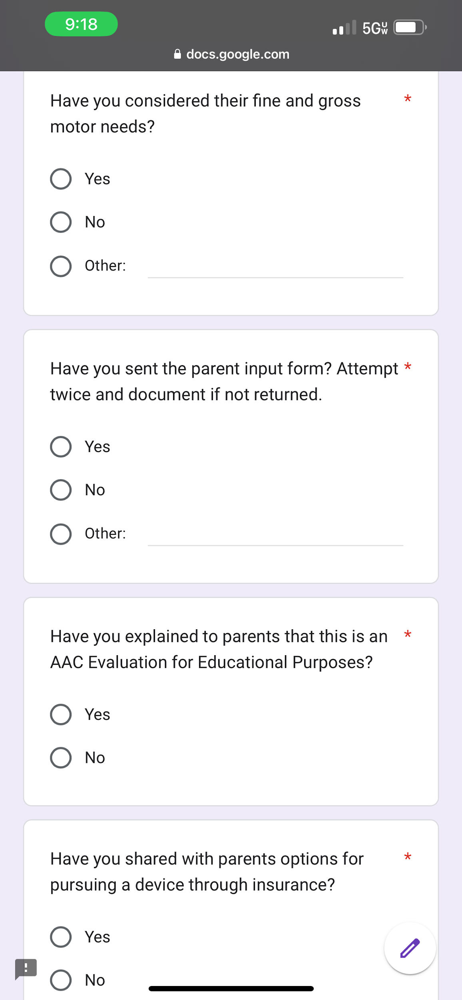 9:18
5G UW
docs.google.com
Have you considered their fine and gross *
motor needs?
Yes
No
Other:
Have you sent the parent input form? Attempt *
twice and document if not returned.
Yes
No
Other:
Have you explained to parents that this is an *
AAC Evaluation for Educational Purposes?
Yes
No
Have you shared with parents options for *
pursuing a device through insurance?
Yes
No